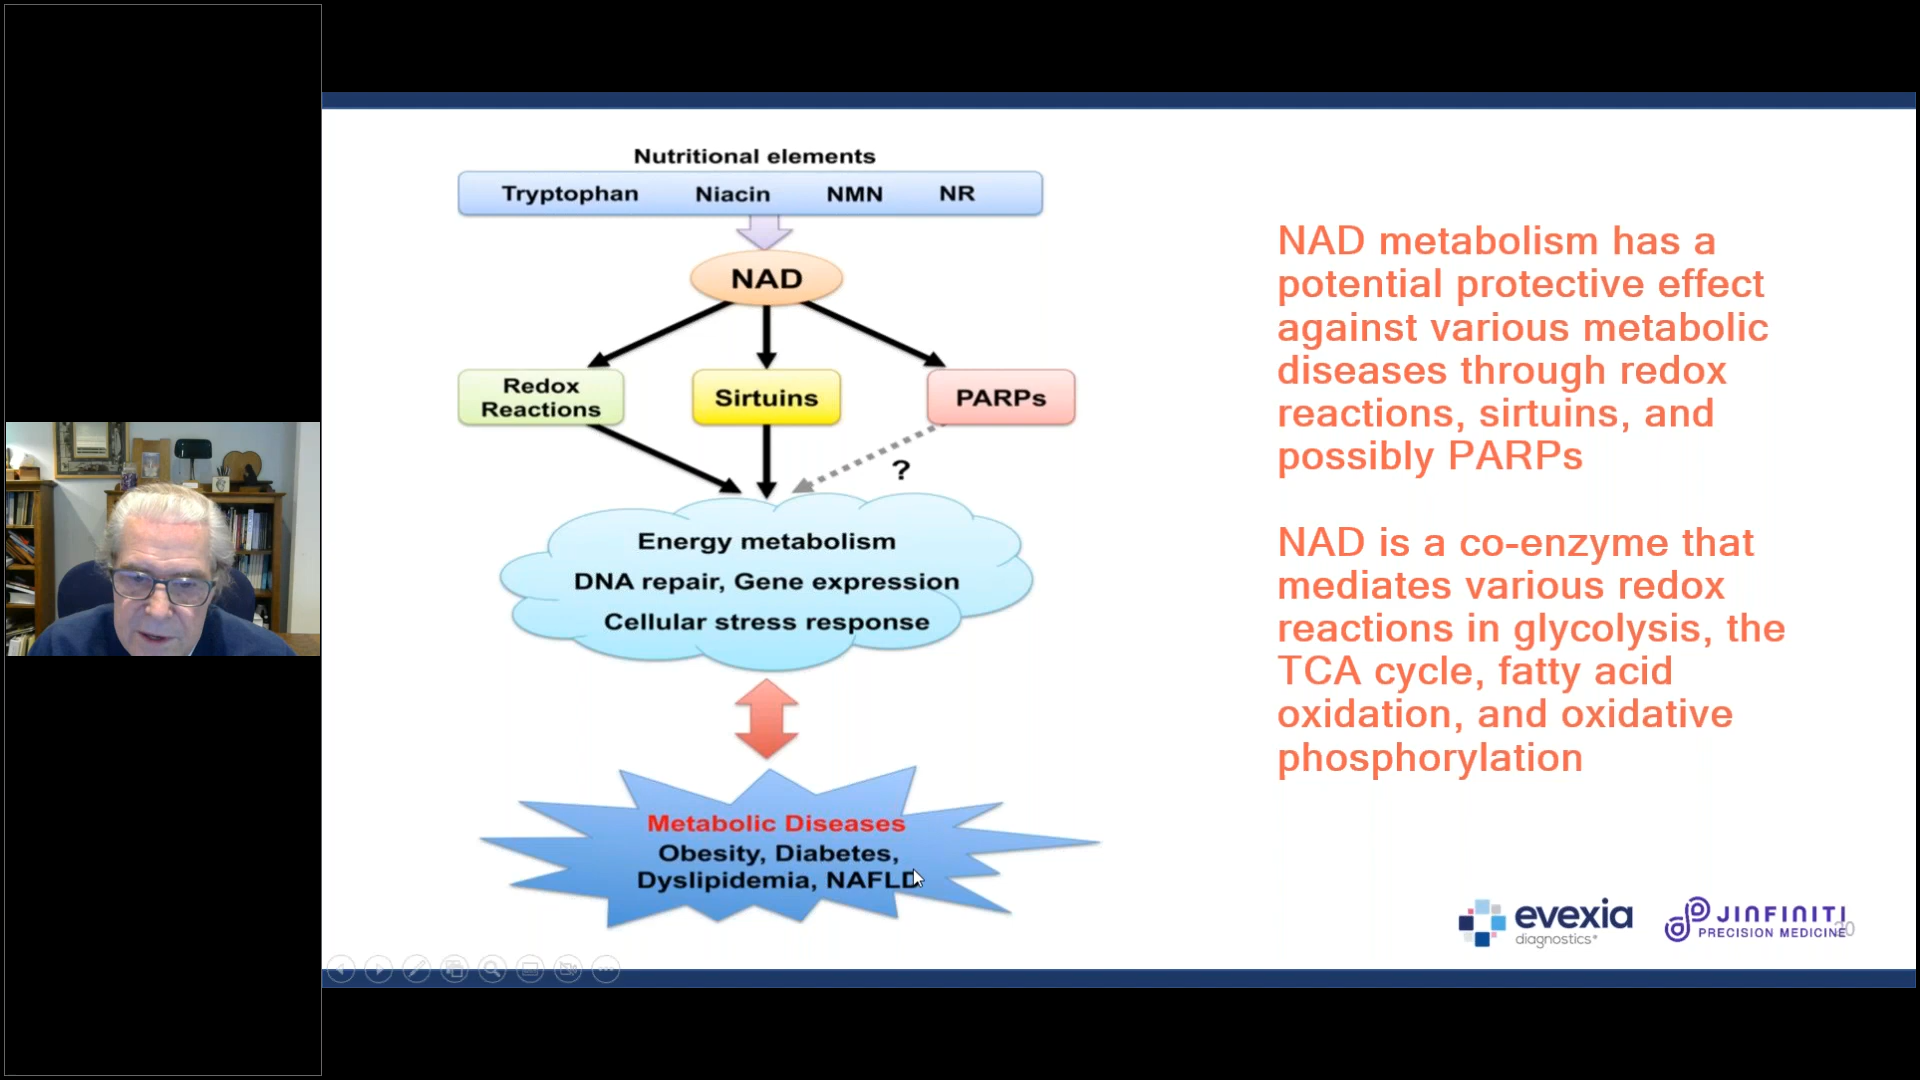 Nutritional elements
Tryptophan Niacin NMN NR
NAD
Redox
Reactions
Sirtuins
PARPs
?
Energy metabolism
DNA repair, Gene expression
Cellular stress response
Metabolic Diseases
Obesity, Diabetes,
Dyslipidemia, NAFLD
NAD metabolism has a
potential protective effect
against various metabolic
diseases through redox
reactions, sirtuins, and
possibly PARPs
NAD is a co-enzyme that
mediates various redox
reactions in glycolysis, the
TCA cycle, fatty acid
oxidation, and oxidative
phosphorylation
evexia
diagnostics
JINFINITI
PRECISION MEDICINE
20